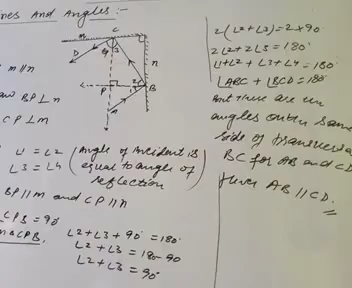 ines And Angles:-
m
C
D
n
P
B
A
m∥n
BP⊥n
CP⊥m
∠1 = ∠2 (Angle of incident is
∠3 = ∠4 equal to angle of
reflection
BP∥m and CP∥n
∠CPB = 90°
∆BCPB, ∠2+∠3+90° = 180°
∠2+∠3 = 180-90
∠2+∠3 = 90°
2(∠2+∠3) = 2×90°
2∠2+2∠3 = 180°
∠1+∠2+∠3+∠4 = 180°
∠ABC + ∠BCD = 180°
But these are
angles on the same
side of transversal
BC for AB and CD
Hence AB∥CD.